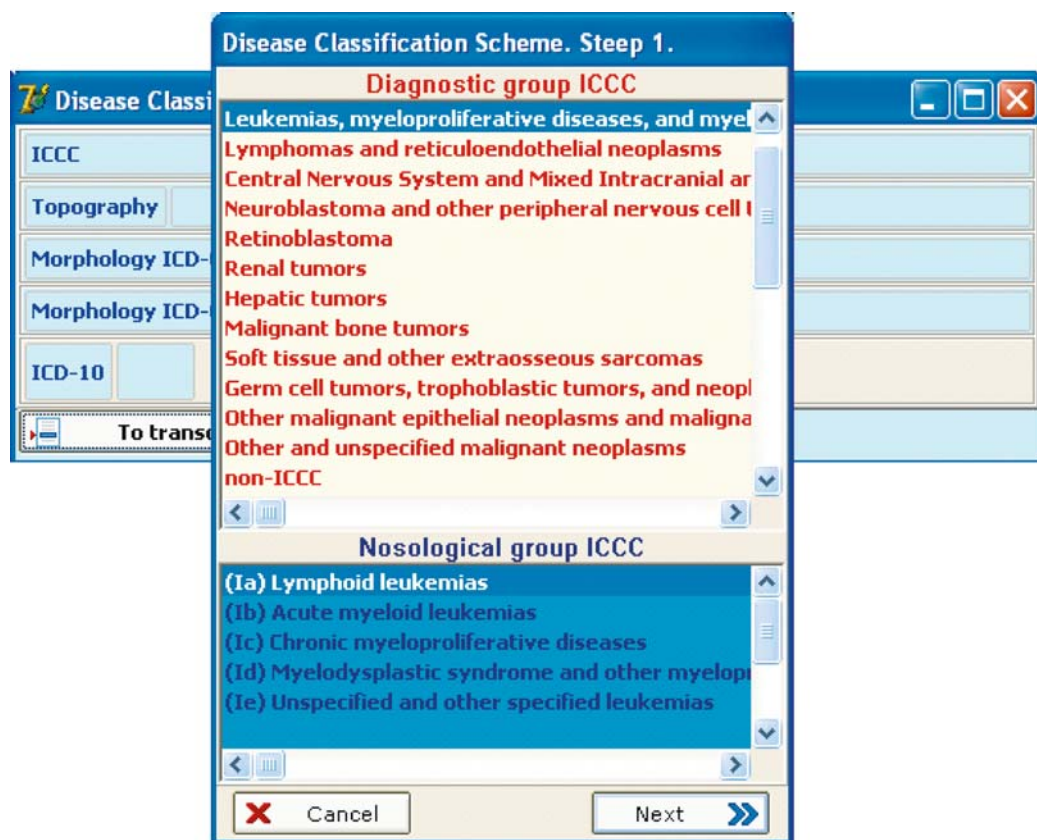 Disease Classification Scheme. Steep 1.
Diagnostic group ICCC
Leukemias, myeloproliferative diseases, and myel
Lymphomas and reticuloendothelial neoplasms
Central Nervous System and Mixed Intracranial ar
Neuroblastoma and other peripheral nervous cell t
Retinoblastoma
Renal tumors
Hepatic tumors
Malignant bone tumors
Soft tissue and other extraosseous sarcomas
Germ cell tumors, trophoblastic tumors, and neopl
Other malignant epithelial neoplasms and maligna
Other and unspecified malignant neoplasms
non-ICCC
Nosological group ICCC
(Ia) Lymphoid leukemias
(Ib) Acute myeloid leukemias
(Ic) Chronic myeloproliferative diseases
(Id) Myelodysplastic syndrome and other myelopr
(Ie) Unspecified and other specified leukemias
Cancel
Next
Disease Classi
ICCC
Topography
Morphology ICD-
Morphology ICD-
ICD-10
To transc